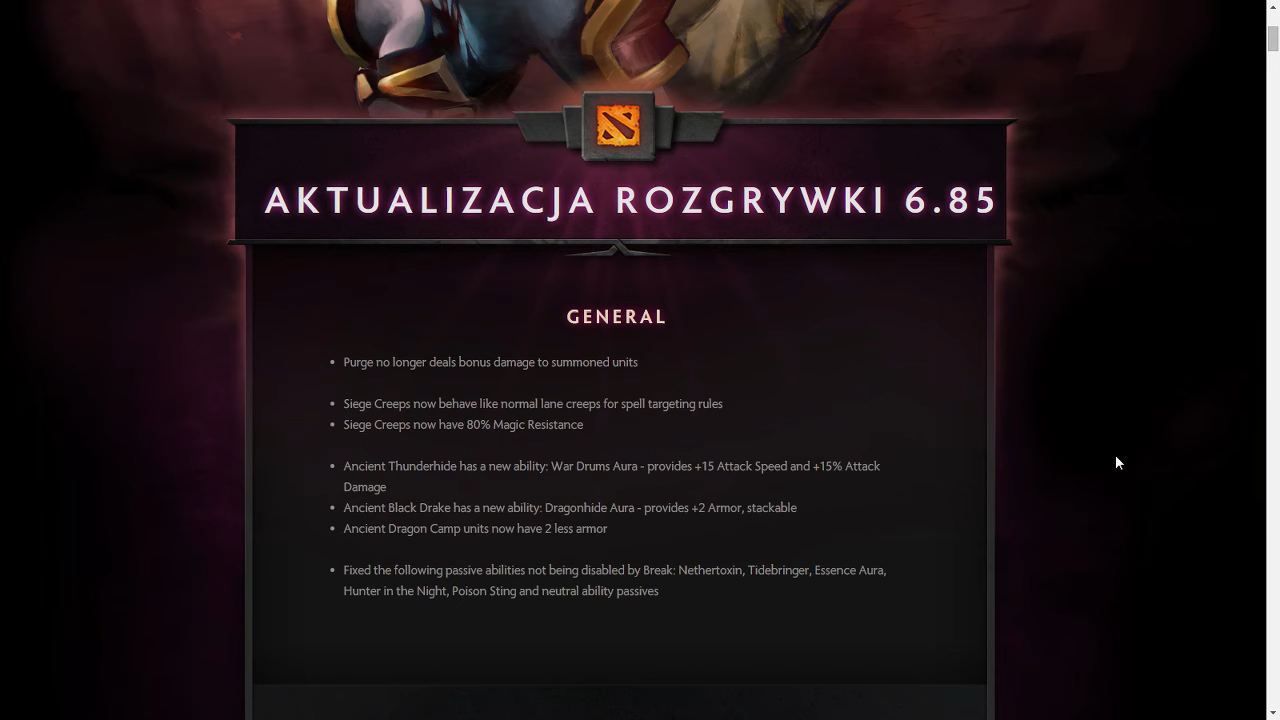 AKTUALIZACJA ROZGRYWKI 6.85
GENERAL
• Purge no longer deals bonus damage to summoned units
• Siege Creeps now behave like normal lane creeps for spell targeting rules
• Siege Creeps now have 80% Magic Resistance
• Ancient Thunderhide has a new ability: War Drums Aura - provides +15 Attack Speed and +15% Attack
Damage
• Ancient Black Drake has a new ability: Dragonhide Aura - provides +2 Armor, stackable
• Ancient Dragon Camp units now have 2 less armor
• Fixed the following passive abilities not being disabled by Break: Nethertoxin, Tidebringer, Essence Aura,
Hunter in the Night, Poison Sting and neutral ability passives